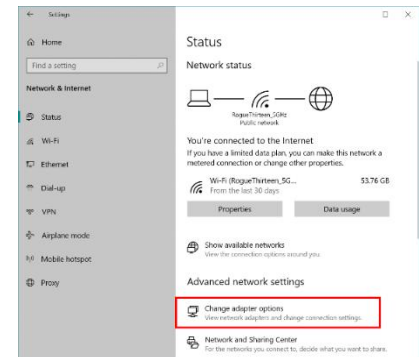 Settings
Home
Find a setting
Network & Internet
Status
Wi-Fi
Ethernet
Dial-up
VPN
Airplane mode
Mobile hotspot
Proxy
Status
Network status
RogueThirteen_5GHz
Public network
You're connected to the Internet
If you have a limited data plan, you can make this network a
metered connection or change other properties.
Wi-Fi (RogueThirteen_5G...
53.76 GB
From the last 30 days
Properties
Data usage
Show available networks
View the connection options around you.
Advanced network settings
Change adapter options
View network adapters and change connection settings.
Network and Sharing Center
For the networks you connect to, decide what you want to share.